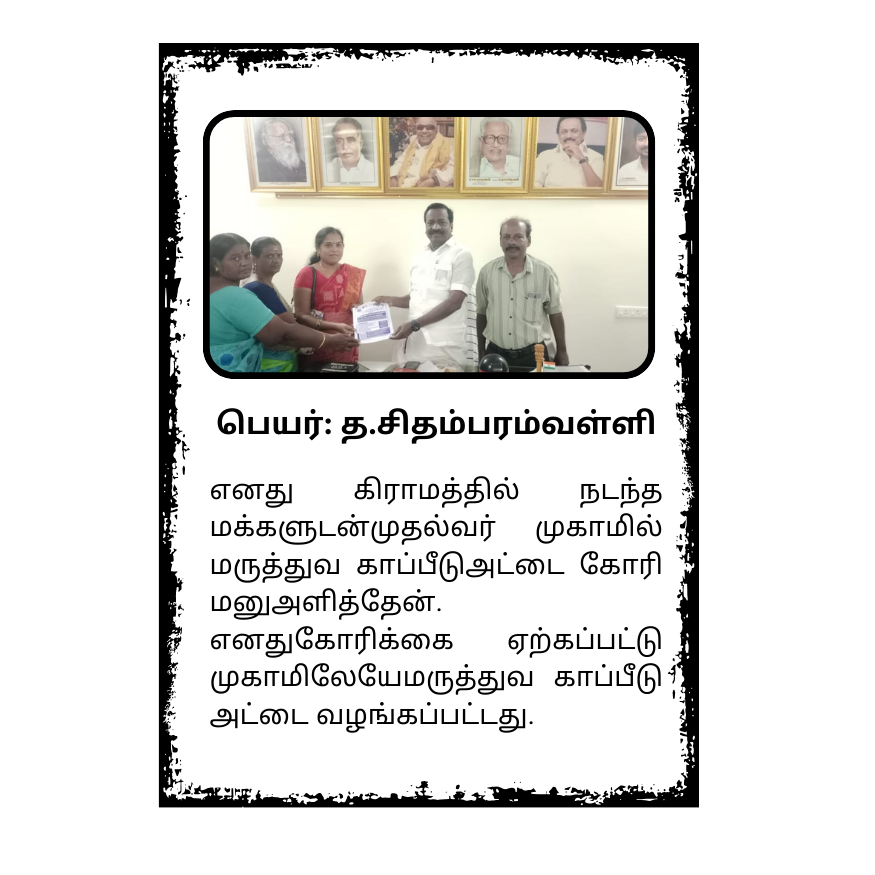 பெயர்: த.சிதம்பரம்வள்ளி
எனது கிராமத்தில் நடந்த
மக்களுடன்முதல்வர் முகாமில்
மருத்துவ காப்பீடுஅட்டை கோரி
மனுஅளித்தேன்.
எனதுகோரிக்கை ஏற்கப்பட்டு
முகாமிலேயேமருத்துவ காப்பீடு
அட்டை வழங்கப்பட்டது.